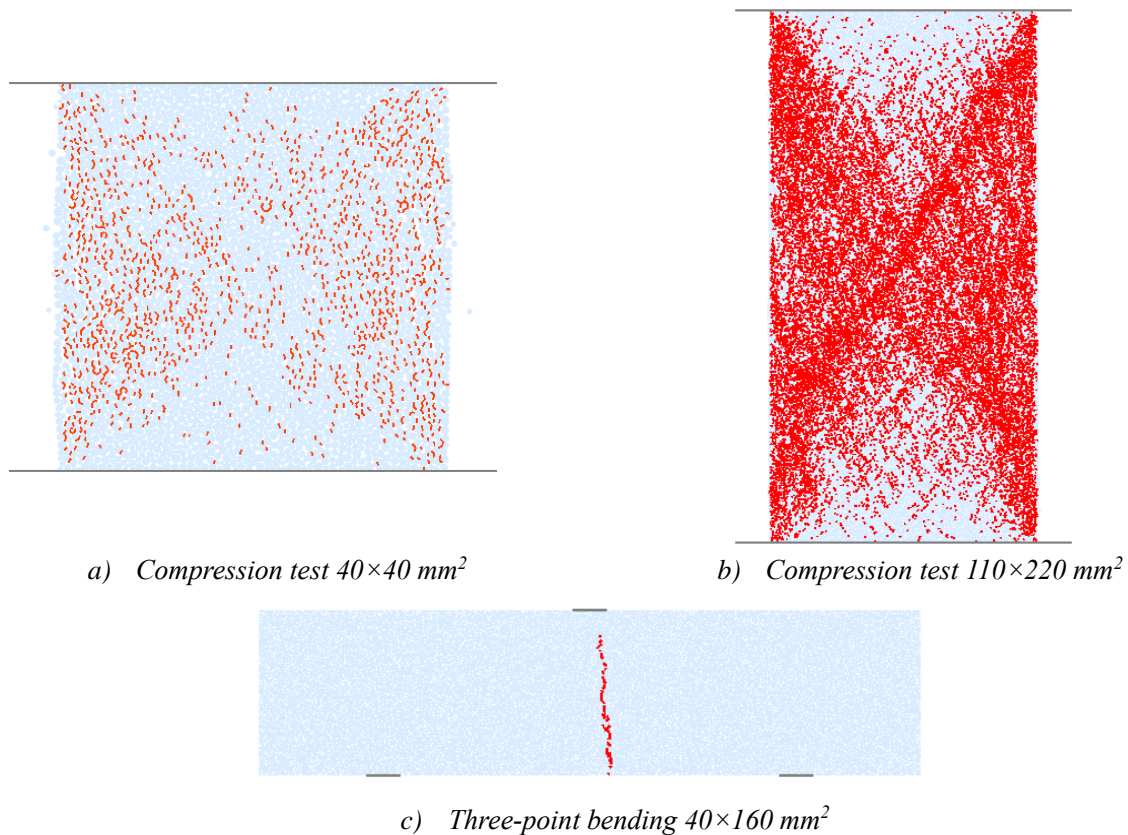 a) Compression test 40×40 mm²
b) Compression test 110×220 mm²
c) Three-point bending 40×160 mm²